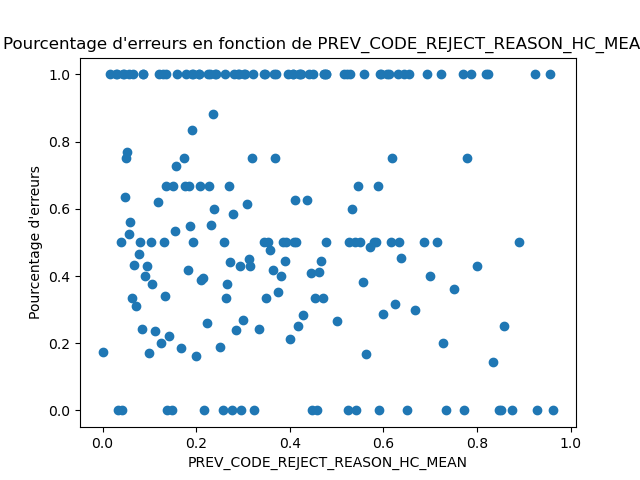 Pourcentage d'erreurs en fonction de PREV_CODE_REJECT_REASON_HC_MEA
1.0
0.8
0.6
0.4
0.2
0.0
Pourcentage d'erreurs
0.0 0.2 0.4 0.6 0.8 1.0
PREV_CODE_REJECT_REASON_HC_MEAN